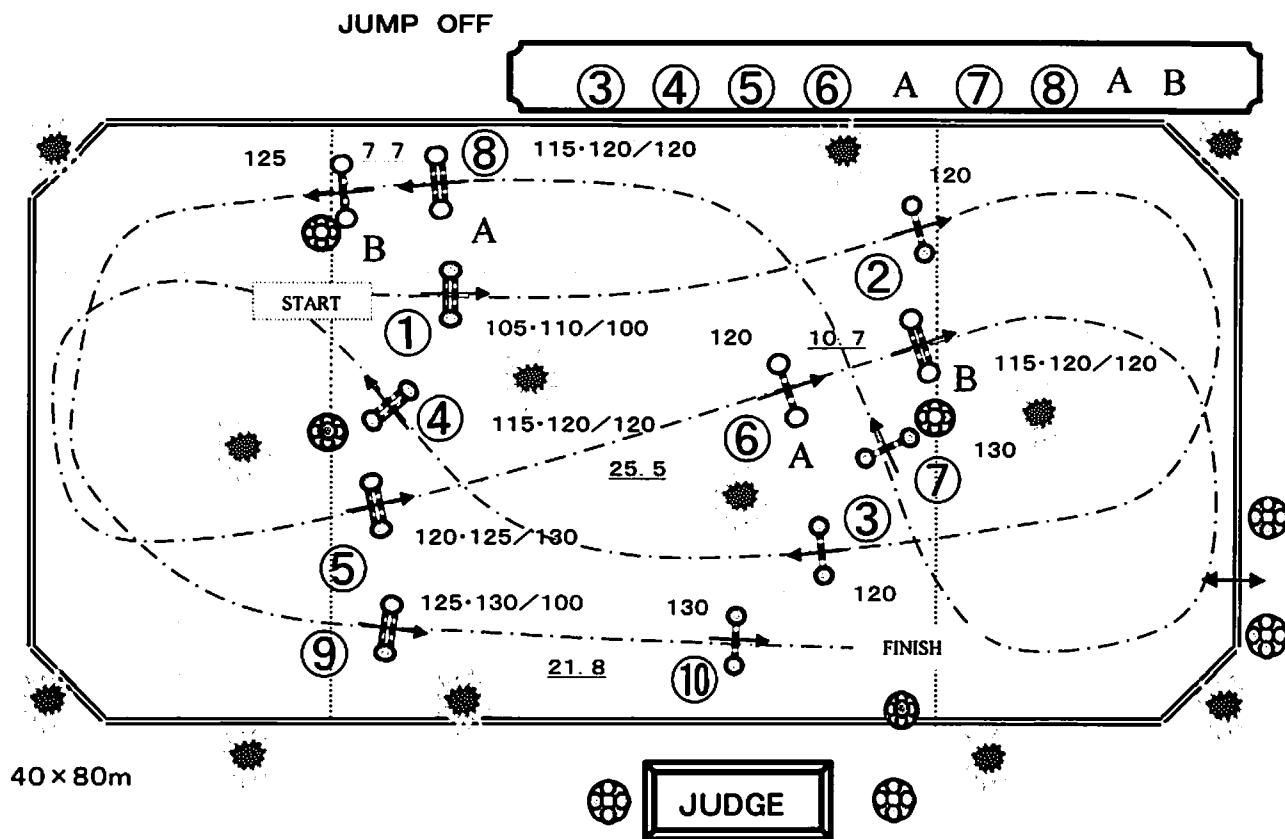 JUMP OFF
③ ④ ⑤ ⑥ A ⑦ ⑧ A B
125 7 7 ⑧ 115・120/120
120
B A
②
START
① 105・110/100
120 10.7
115・120/120
B
④ 115・120/120
⑥ A
130
25.5
⑦
③
120・125/130
⑤
120
125・130/100
130
⑨
FINISH
21.8
⑩
40×80m
JUDGE